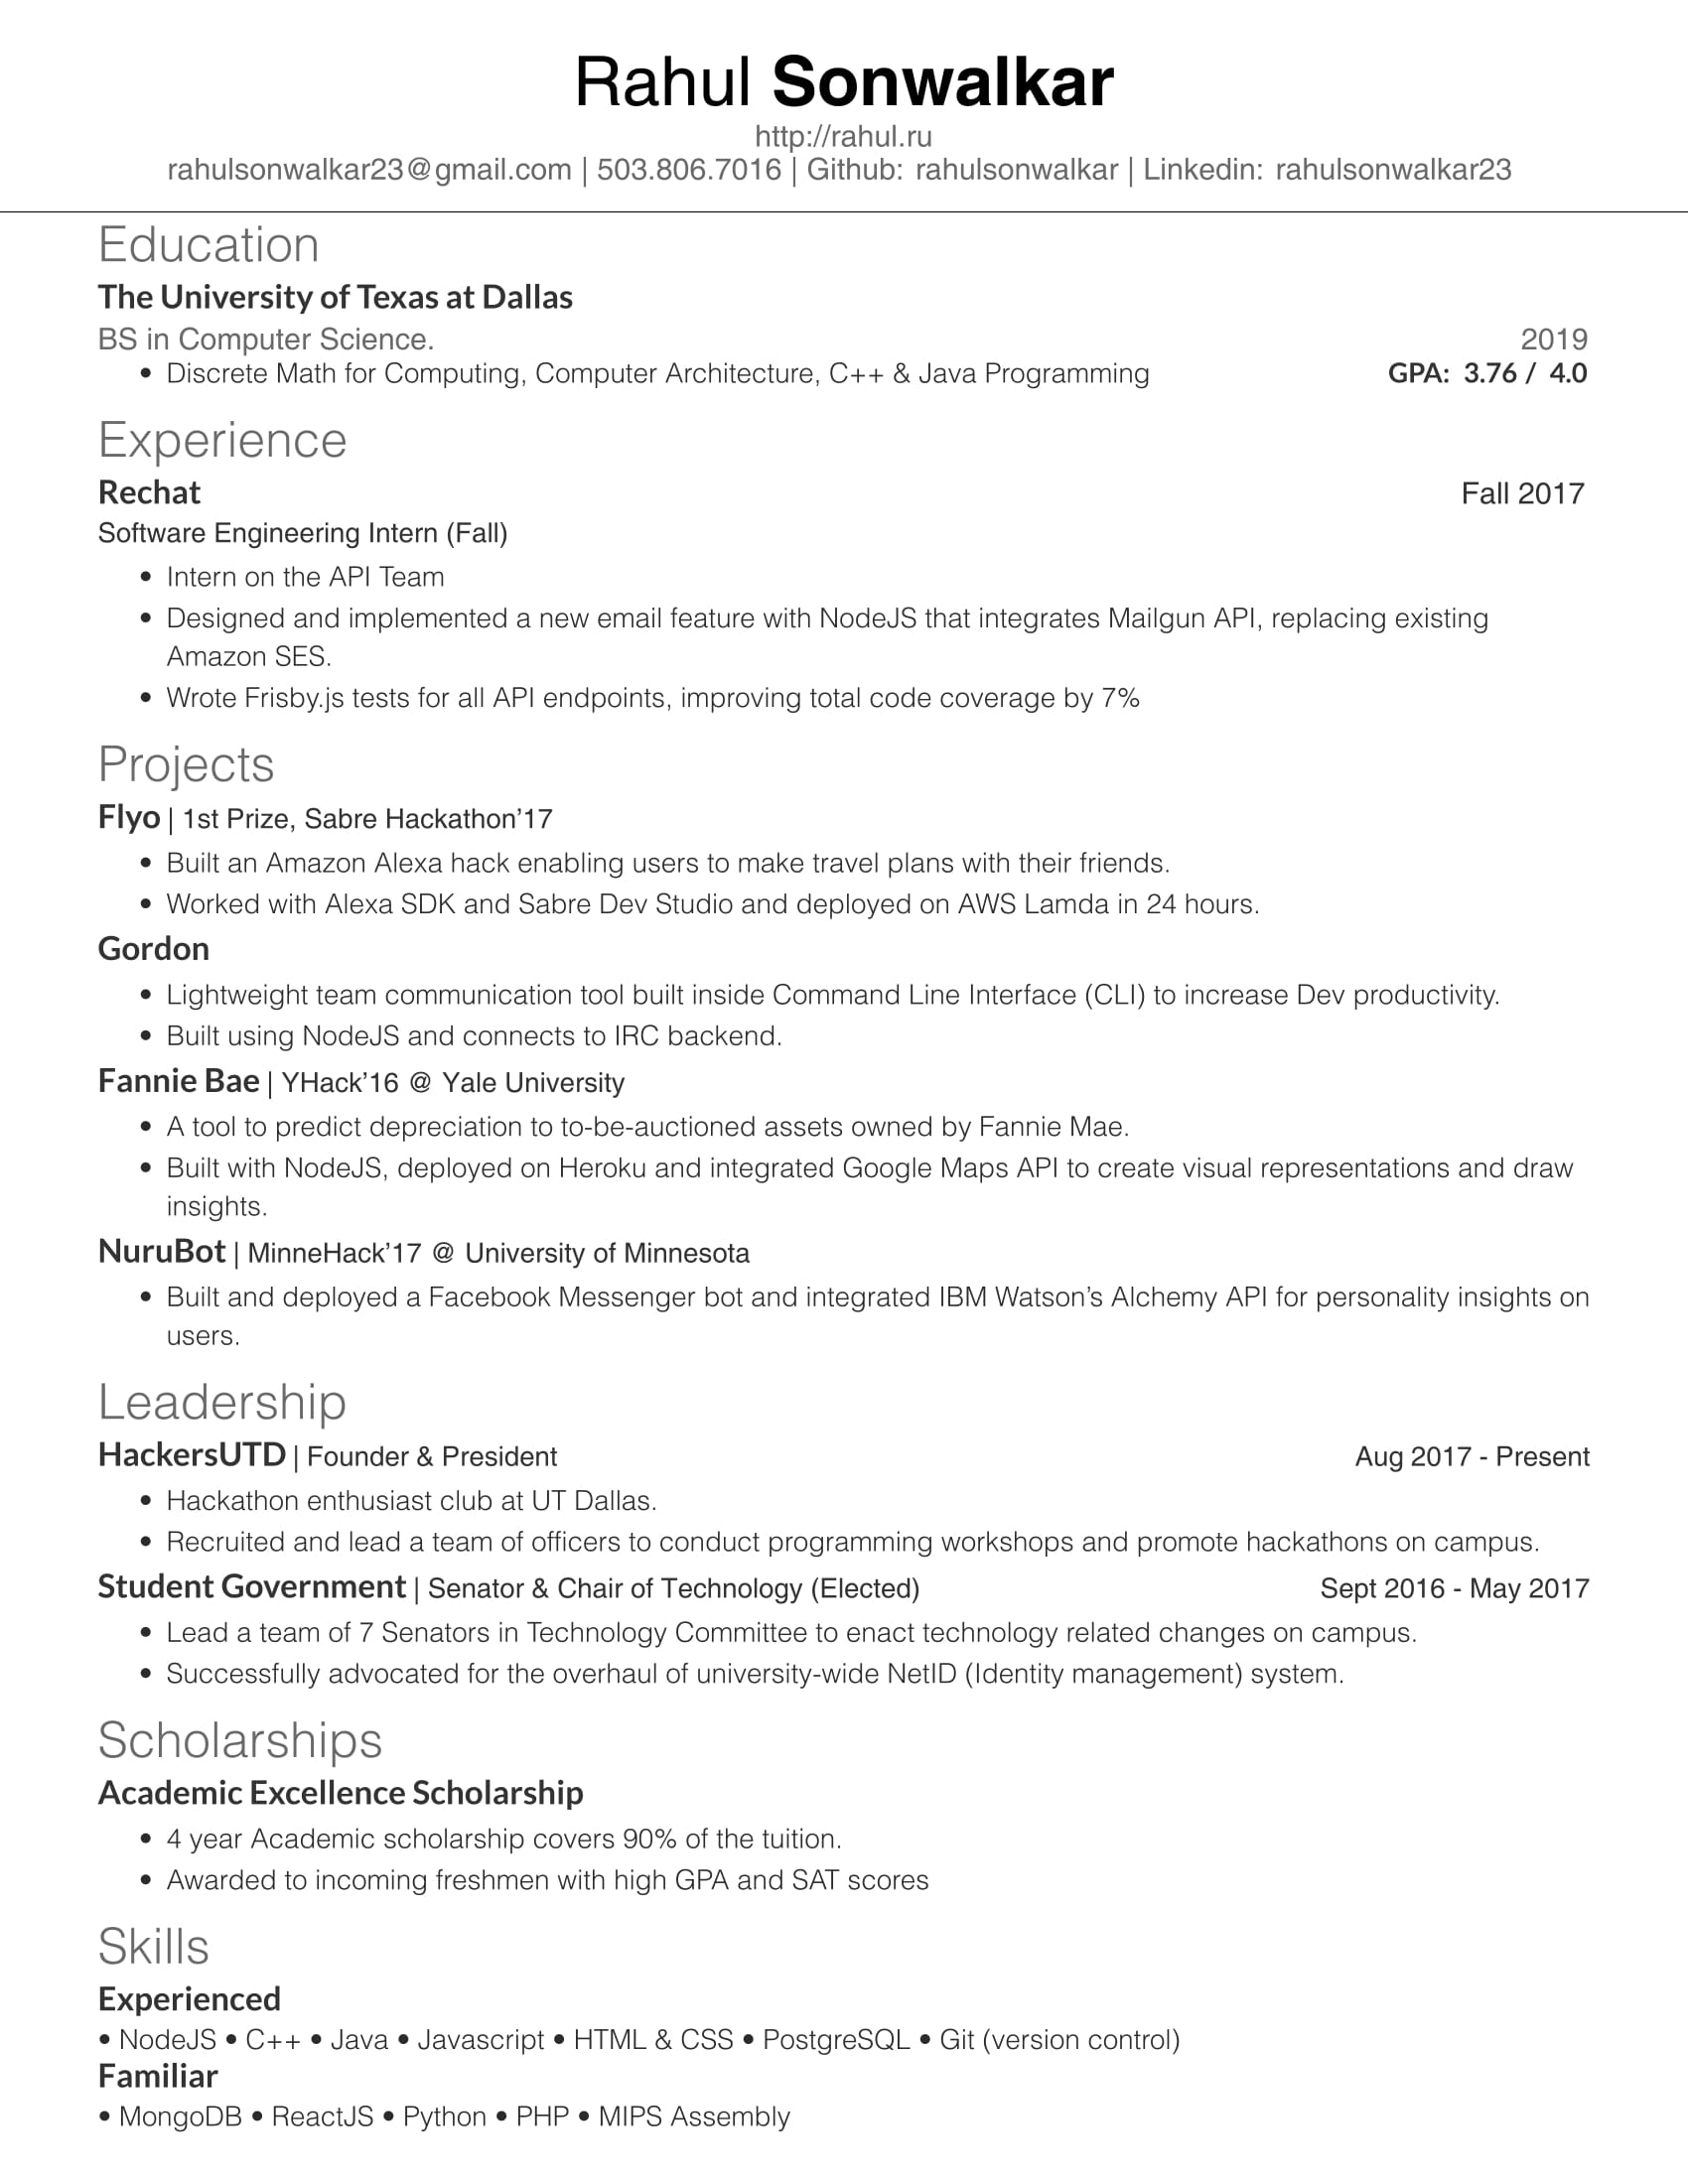 Rahul Sonwalkar
http://rahul.ru
rahulsonwalkar23@gmail.com | 503.806.7016 | Github: rahulsonwalkar | Linkedin: rahulsonwalkar23
Education
The University of Texas at Dallas
BS in Computer Science. 2019
• Discrete Math for Computing, Computer Architecture, C++ & Java Programming GPA: 3.76 / 4.0
Experience
Rechat Fall 2017
Software Engineering Intern (Fall)
• Intern on the API Team
• Designed and implemented a new email feature with NodeJS that integrates Mailgun API, replacing existing
Amazon SES.
• Wrote Frisby.js tests for all API endpoints, improving total code coverage by 7%
Projects
Flyo | 1st Prize, Sabre Hackathon’17
• Built an Amazon Alexa hack enabling users to make travel plans with their friends.
• Worked with Alexa SDK and Sabre Dev Studio and deployed on AWS Lamda in 24 hours.
Gordon
• Lightweight team communication tool built inside Command Line Interface (CLI) to increase Dev productivity.
• Built using NodeJS and connects to IRC backend.
Fannie Bae | YHack’16 @ Yale University
• A tool to predict depreciation to to-be-auctioned assets owned by Fannie Mae.
• Built with NodeJS, deployed on Heroku and integrated Google Maps API to create visual representations and draw
insights.
NuruBot | MinneHack’17 @ University of Minnesota
• Built and deployed a Facebook Messenger bot and integrated IBM Watson’s Alchemy API for personality insights on
users.
Leadership
HackersUTD | Founder & President Aug 2017 - Present
• Hackathon enthusiast club at UT Dallas.
• Recruited and lead a team of officers to conduct programming workshops and promote hackathons on campus.
Student Government | Senator & Chair of Technology (Elected) Sept 2016 - May 2017
• Lead a team of 7 Senators in Technology Committee to enact technology related changes on campus.
• Successfully advocated for the overhaul of university-wide NetID (Identity management) system.
Scholarships
Academic Excellence Scholarship
• 4 year Academic scholarship covers 90% of the tuition.
• Awarded to incoming freshmen with high GPA and SAT scores
Skills
Experienced
• NodeJS • C++ • Java • Javascript • HTML & CSS • PostgreSQL • Git (version control)
Familiar
• MongoDB • ReactJS • Python • PHP • MIPS Assembly